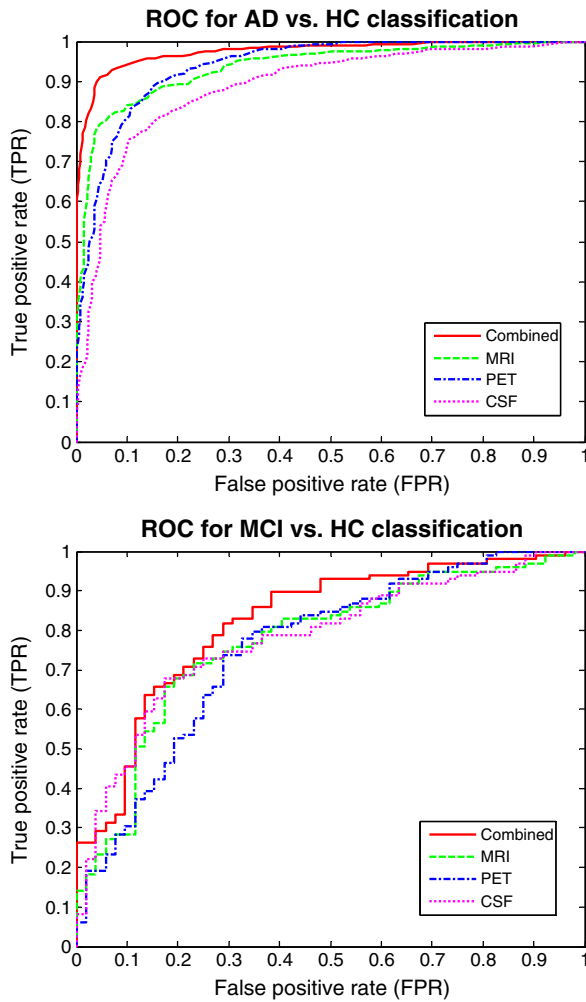 ROC for AD vs. HC classification
1
0.9
0.8
0.7
0.6
0.5
0.4
0.3
0.2
0.1
0
True positive rate (TPR)
Combined
MRI
PET
CSF
0 0.1 0.2 0.3 0.4 0.5 0.6 0.7 0.8 0.9 1
False positive rate (FPR)
ROC for MCI vs. HC classification
1
0.9
0.8
0.7
0.6
0.5
0.4
0.3
0.2
0.1
0
True positive rate (TPR)
Combined
MRI
PET
CSF
0 0.1 0.2 0.3 0.4 0.5 0.6 0.7 0.8 0.9 1
False positive rate (FPR)